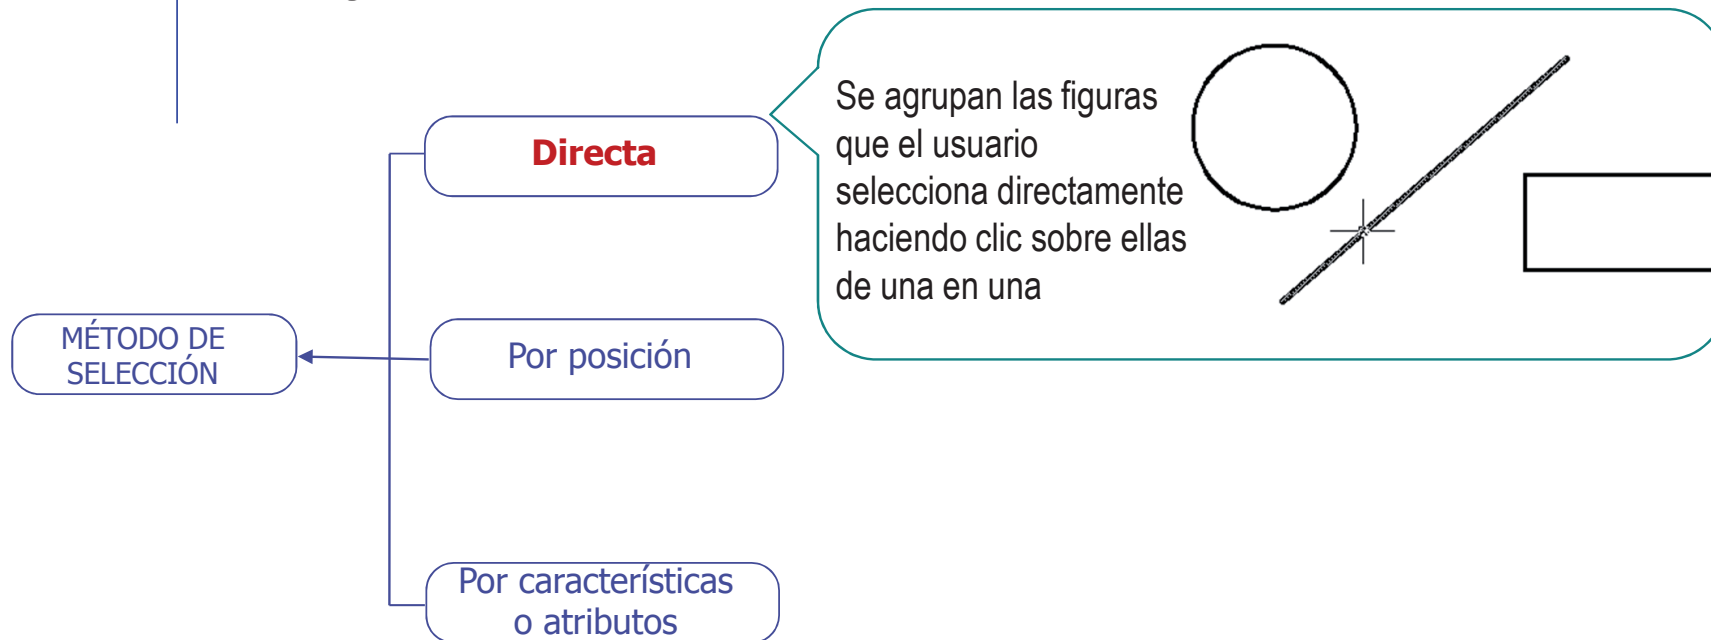 Directa
Se agrupan las figuras
que el usuario
selecciona directamente
haciendo clic sobre ellas
de una en una
MÉTODO DE
SELECCIÓN
Por posición
Por característícas
o atributos